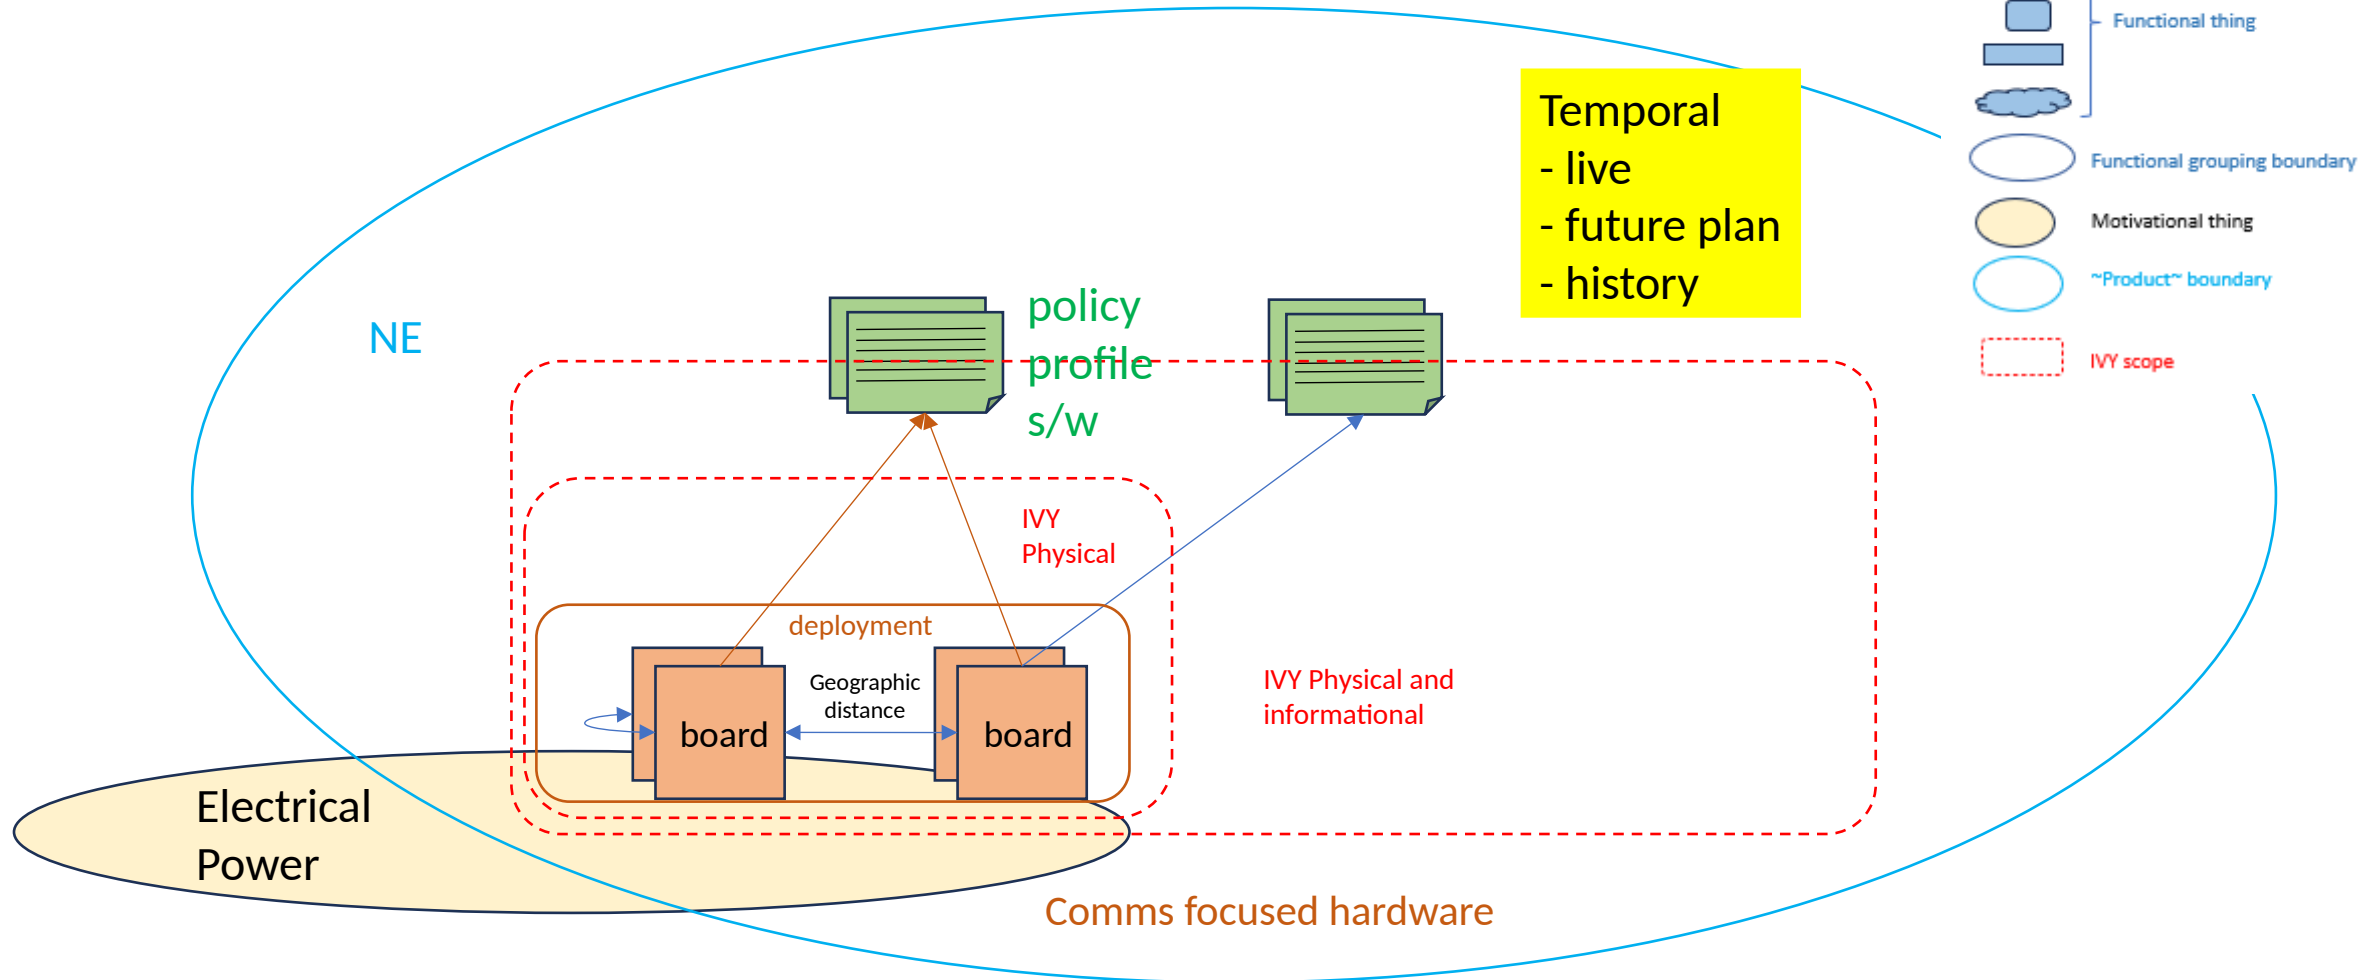 Functional thing
Functional grouping boundary
Motivational thing
~Product~ boundary
IVY scope
Temporal
- live
- future plan
- history
NE
policy
profile
s/w
IVY
Physical
deployment
Geographic
distance
board
board
IVY Physical and
informational
Electrical
Power
Comms focused hardware